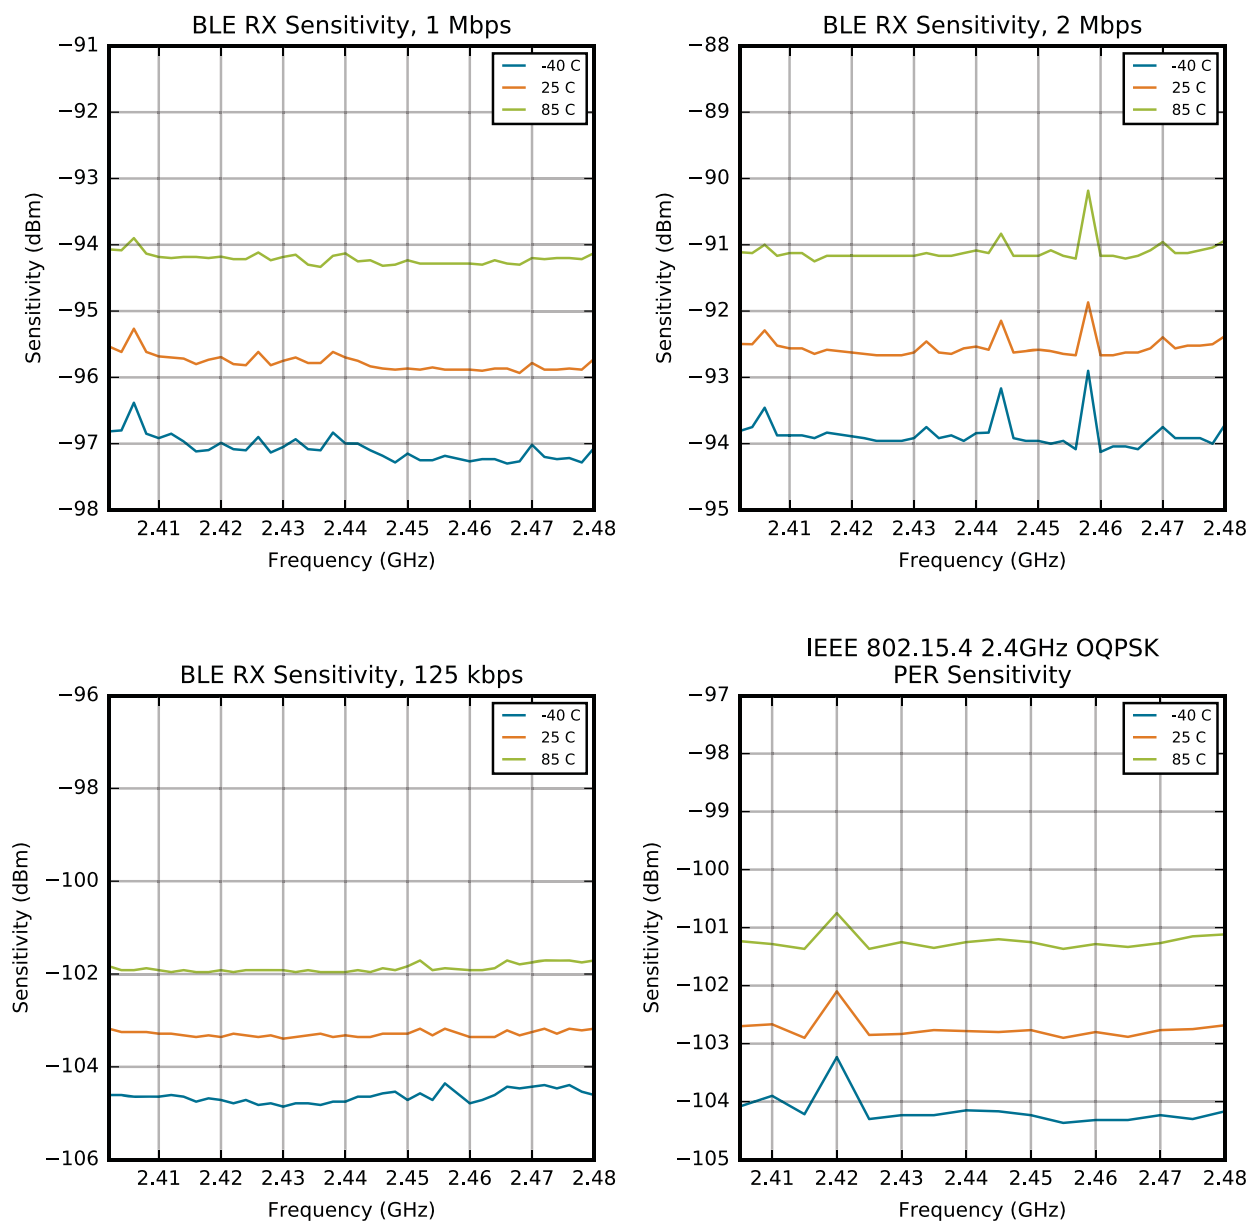 BLE RX Sensitivity, 1 Mbps
−91
−92
−93
−94
−95
−96
−97
−98
Sensitivity (dBm)
-40 C
25 C
85 C
2.41 2.42 2.43 2.44 2.45 2.46 2.47 2.48
Frequency (GHz)
BLE RX Sensitivity, 2 Mbps
−88
−89
−90
−91
−92
−93
−94
−95
Sensitivity (dBm)
-40 C
25 C
85 C
2.41 2.42 2.43 2.44 2.45 2.46 2.47 2.48
Frequency (GHz)
BLE RX Sensitivity, 125 kbps
−96
−98
−100
−102
−104
−106
Sensitivity (dBm)
-40 C
25 C
85 C
2.41 2.42 2.43 2.44 2.45 2.46 2.47 2.48
Frequency (GHz)
IEEE 802.15.4 2.4GHz OQPSK
PER Sensitivity
−97
−98
−99
−100
−101
−102
−103
−104
−105
Sensitivity (dBm)
-40 C
25 C
85 C
2.41 2.42 2.43 2.44 2.45 2.46 2.47 2.48
Frequency (GHz)